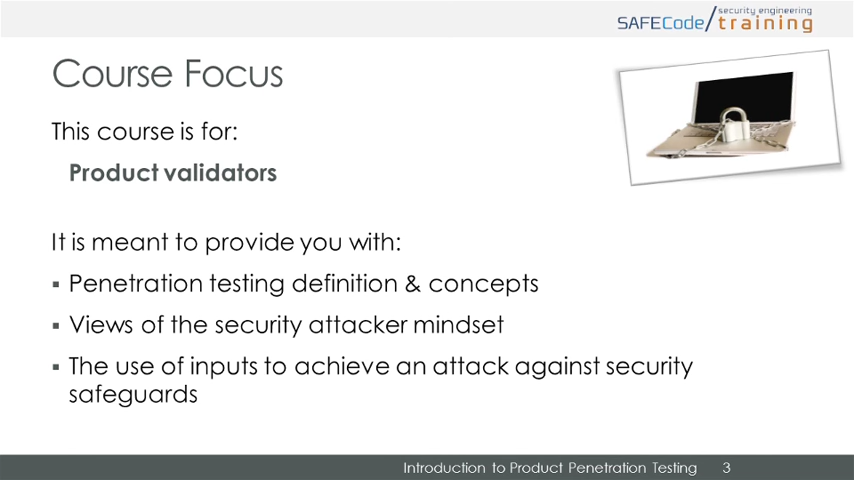 security engineering
SAFECode/training
Course Focus
This course is for:
Product validators
It is meant to provide you with:
▪ Penetration testing definition & concepts
▪ Views of the security attacker mindset
▪ The use of inputs to achieve an attack against security
safeguards
Introduction to Product Penetration Testing 3